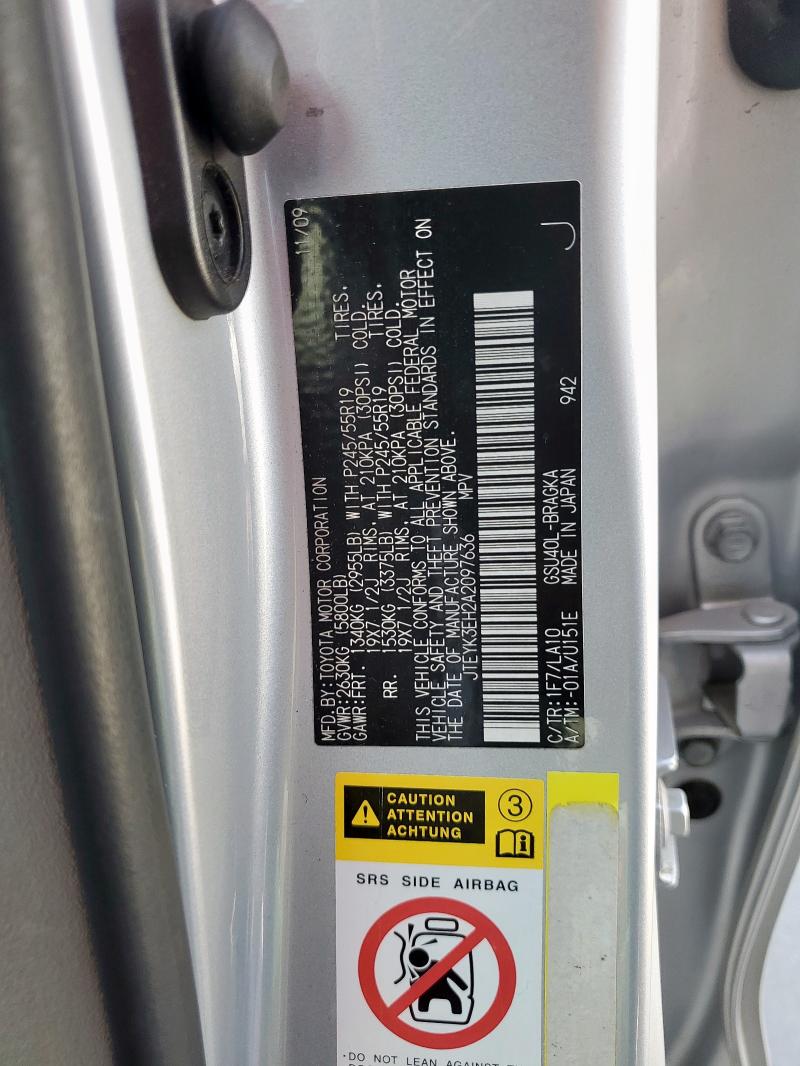 MFD.BY:TOYOTA MOTOR CORPORATION 11/09
GVWR:2630KG (5800LB)
GAWR:FRT. 1340KG (2955LB) WITH P245/55R19 TIRES,
19X7 1/2J RIMS, AT 210KPA (30PSI) COLD.
RR. 1530KG (3375LB) WITH P245/55R19 TIRES,
19X7 1/2J RIMS, AT 210KPA (30PSI) COLD.
THIS VEHICLE CONFORMS TO ALL APPLICABLE FEDERAL MOTOR
VEHICLE SAFETY AND THEFT PREVENTION STANDARDS IN EFFECT ON
THE DATE OF MANUFACTURE SHOWN ABOVE.
JTEYK3EH2A2097636 MPV
C/TR:1F7/LA10 GSU40L-BRAGKA
A/TM:-01A/U151E MADE IN JAPAN 942 J
CAUTION
ATTENTION
ACHTUNG
3
SRS SIDE AIRBAG
·DO NOT LEAN AGAINST